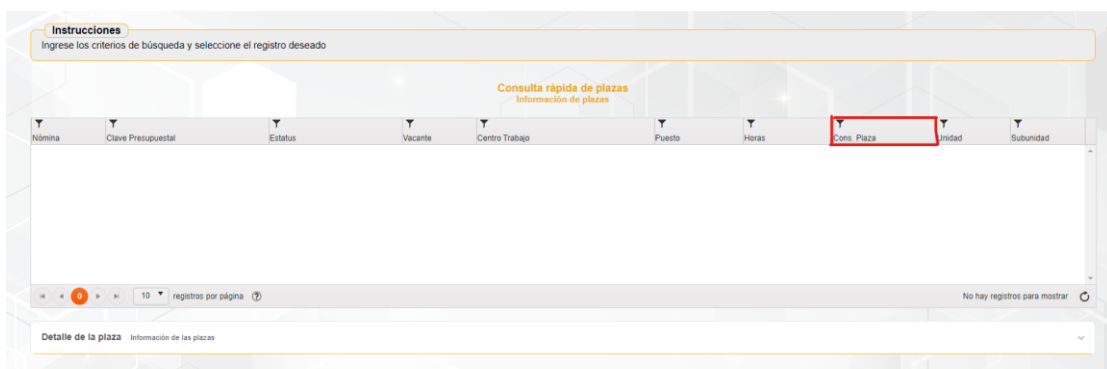 Instrucciones
Ingrese los criterios de búsqueda y seleccione el registro deseado
Consulta rápida de plazas
Información de plazas
Nómina Clave Presupuestal Estatus Vacante Centro Trabajo Puesto Horas Cons. Plaza Unidad Subunidad
0 10 registros por página ? No hay registros para mostrar
Detalle de la plaza Información de las plazas